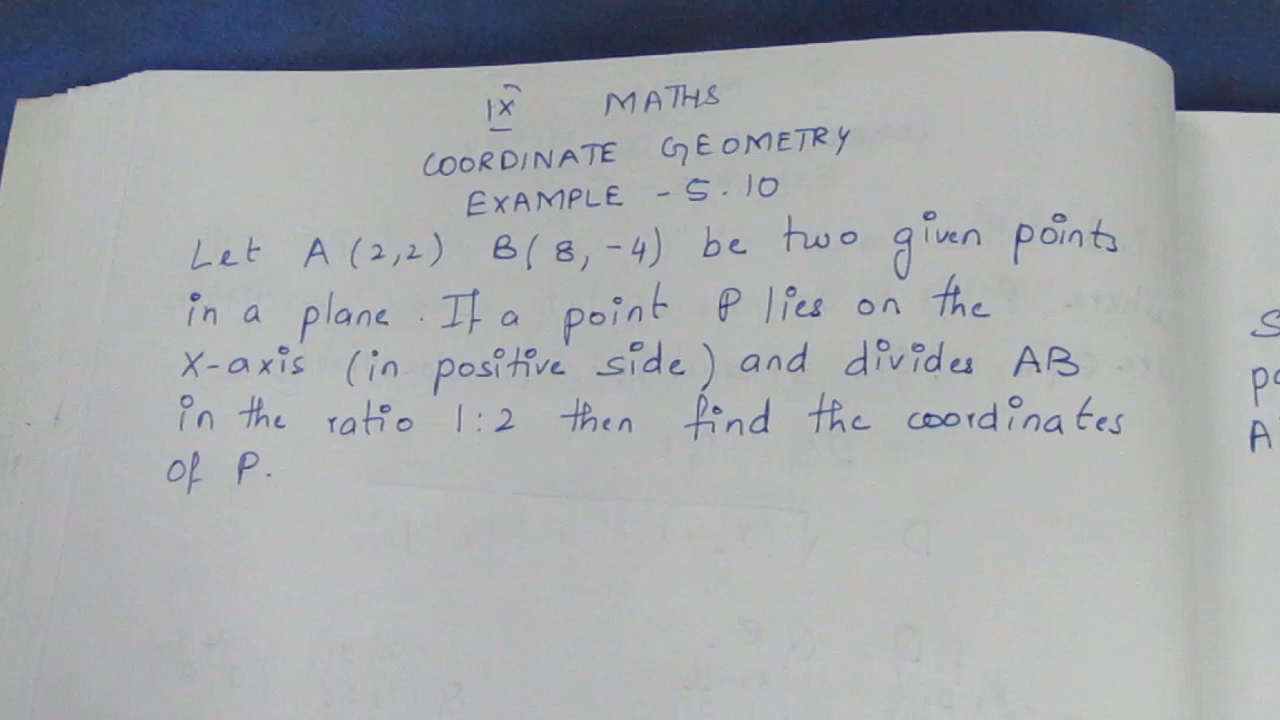 IX MATHS
COORDINATE GEOMETRY
EXAMPLE - 5.10
Let A(2,2) B(8,-4) be two given points
in a plane. If a point P lies on the
X-axis (in positive side) and divides AB
in the ratio 1:2 then find the coordinates
of P.
S
po
A